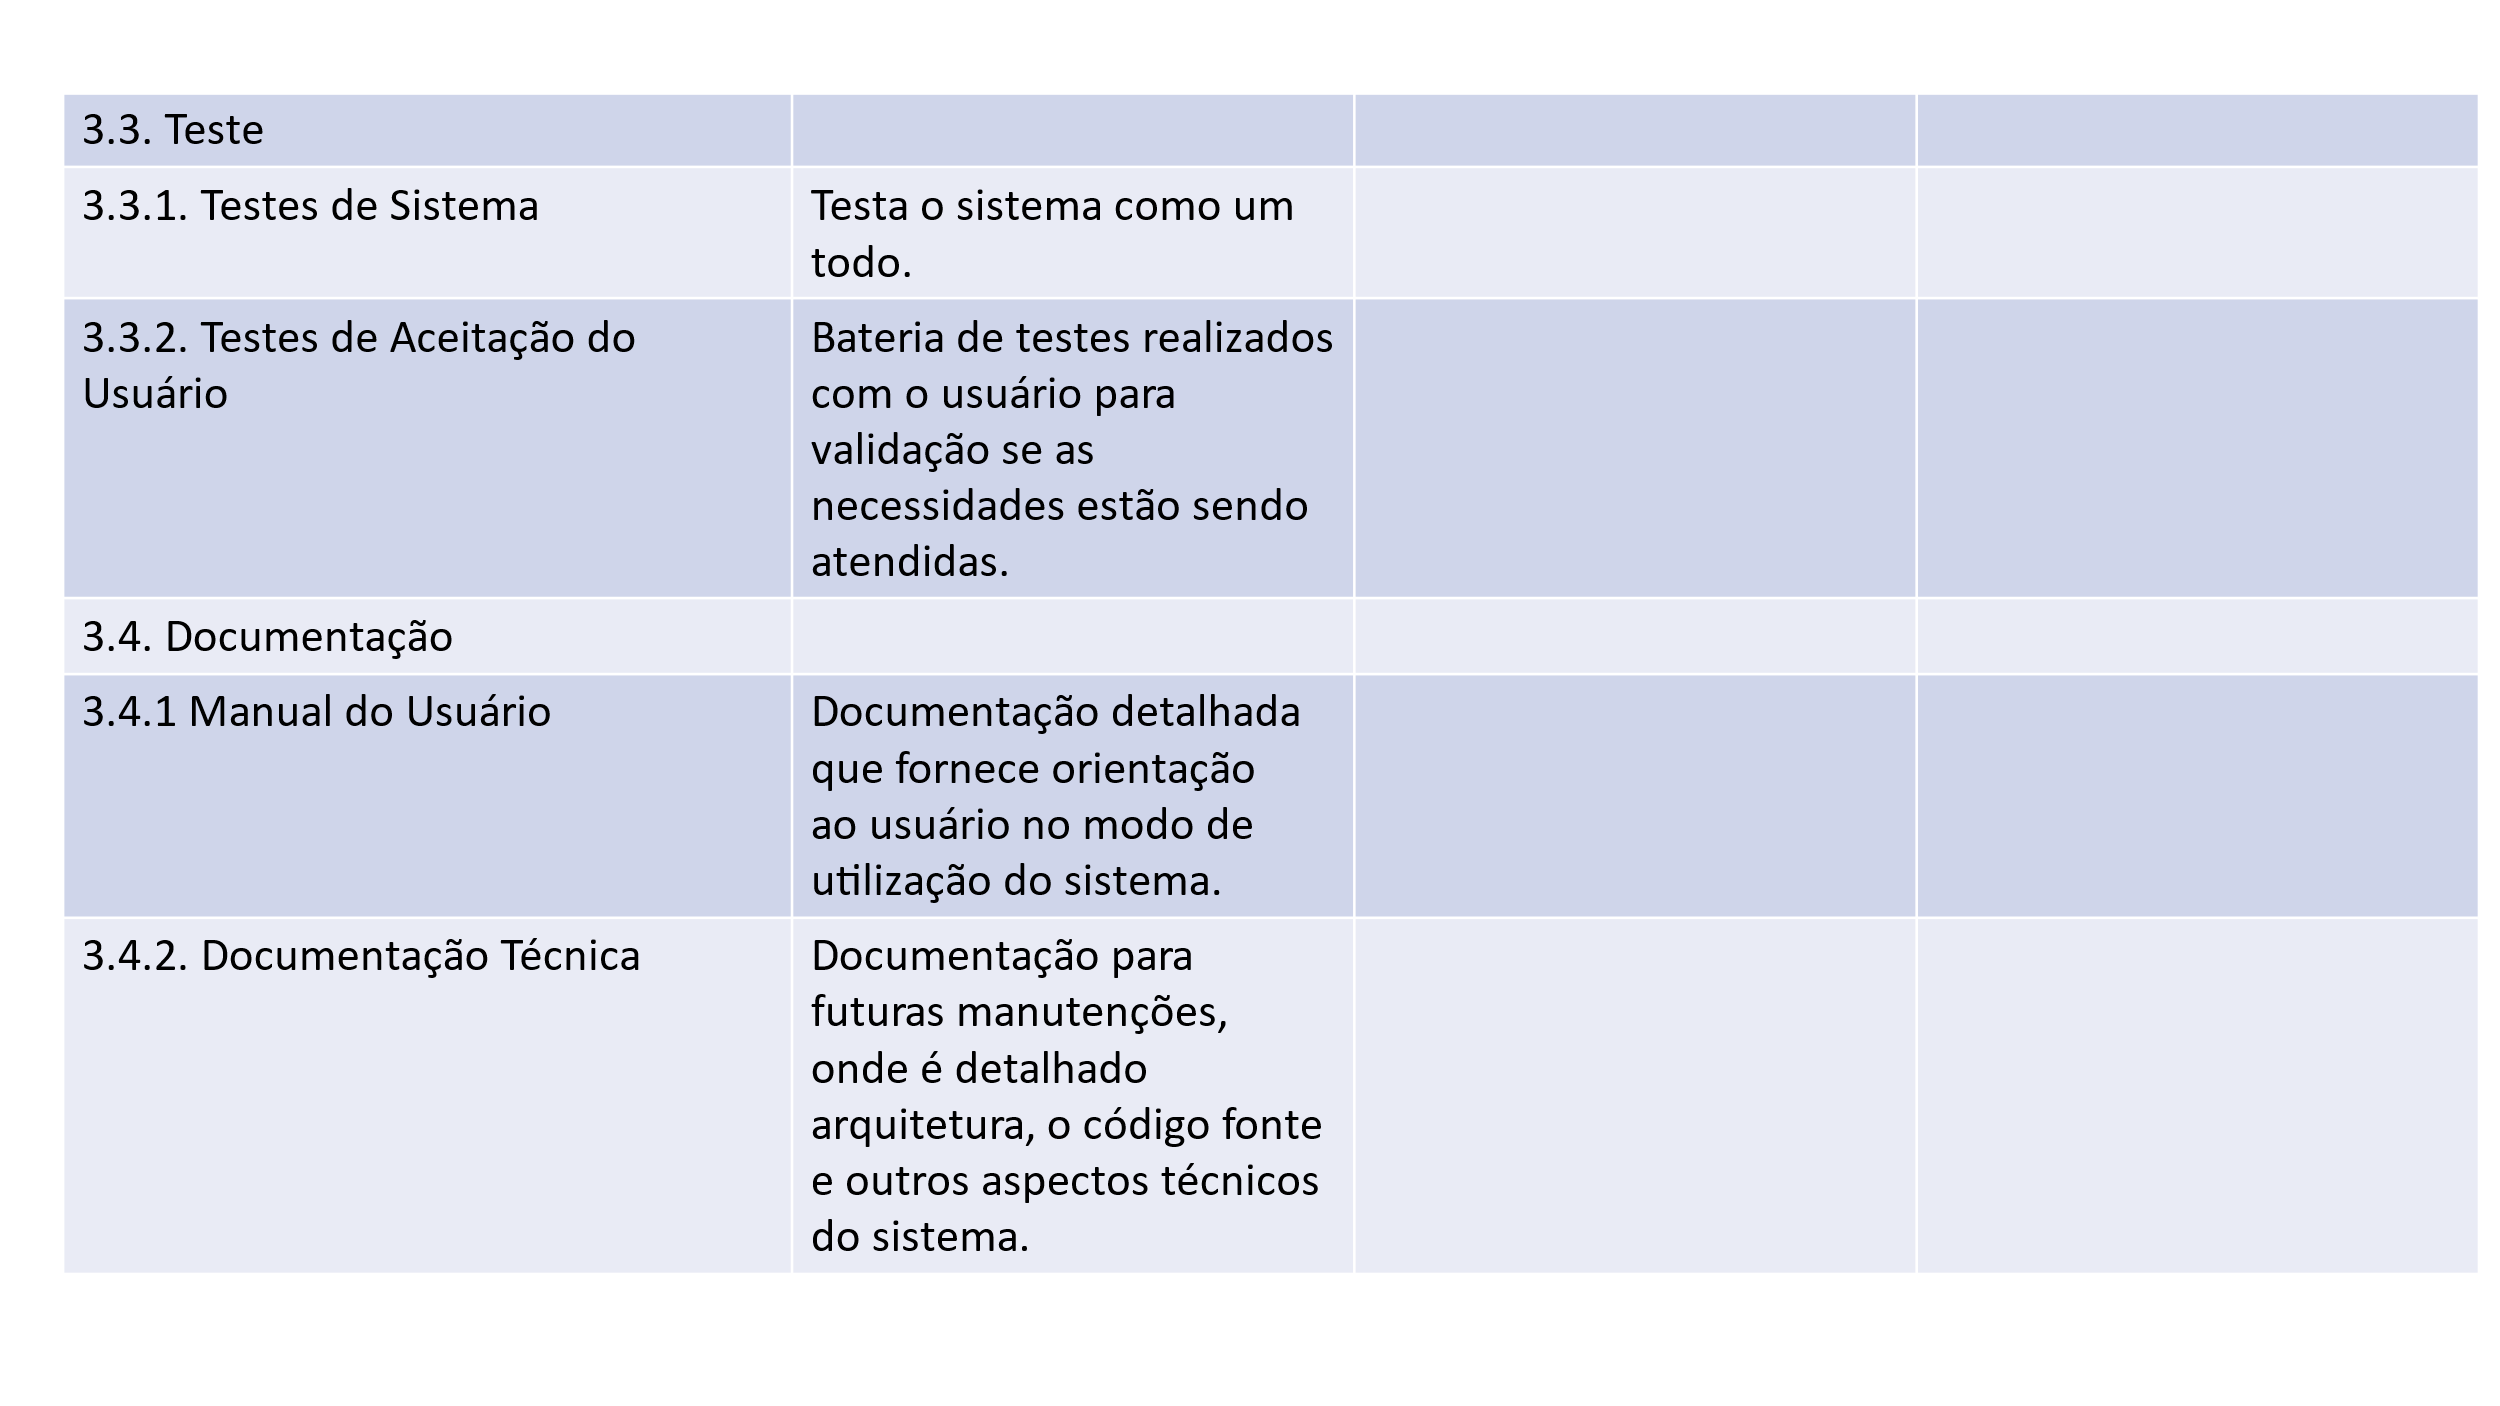 3.3. Teste
3.3.1. Testes de Sistema
Testa o sistema como um
todo.
3.3.2. Testes de Aceitação do
Usuário
Bateria de testes realizados
com o usuário para
validação se as
necessidades estão sendo
atendidas.
3.4. Documentação
3.4.1 Manual do Usuário
Documentação detalhada
que fornece orientação
ao usuário no modo de
utilização do sistema.
3.4.2. Documentação Técnica
Documentação para
futuras manutenções,
onde é detalhado
arquitetura, o código fonte
e outros aspectos técnicos
do sistema.